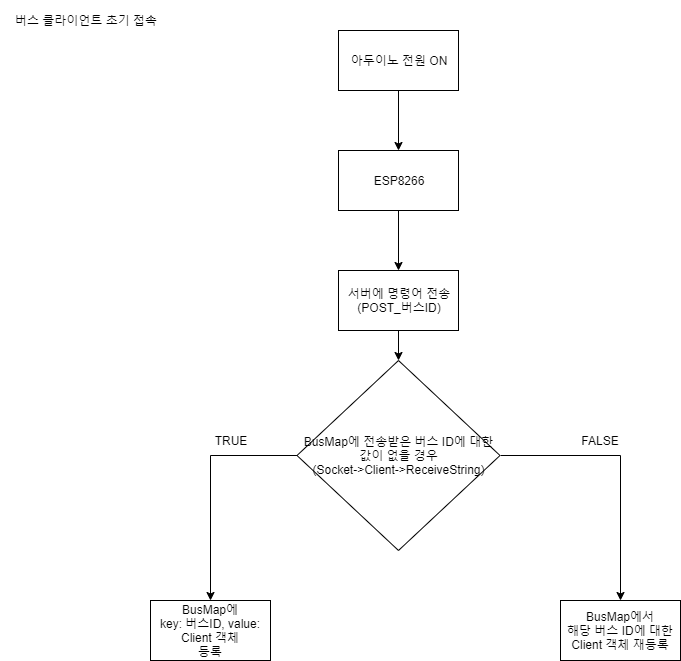 버스 클라이언트 초기 접속
아두이노 전원 ON
ESP8266
서버에 명령어 전송
(POST_버스ID)
BusMap에 전송받은 버스 ID에 대한
값이 없을 경우
(Socket->Client->ReceiveString)
TRUE
FALSE
BusMap에
key: 버스ID, value:
Client 객체
등록
BusMap에서
해당 버스 ID에 대한
Client 객체 재등록